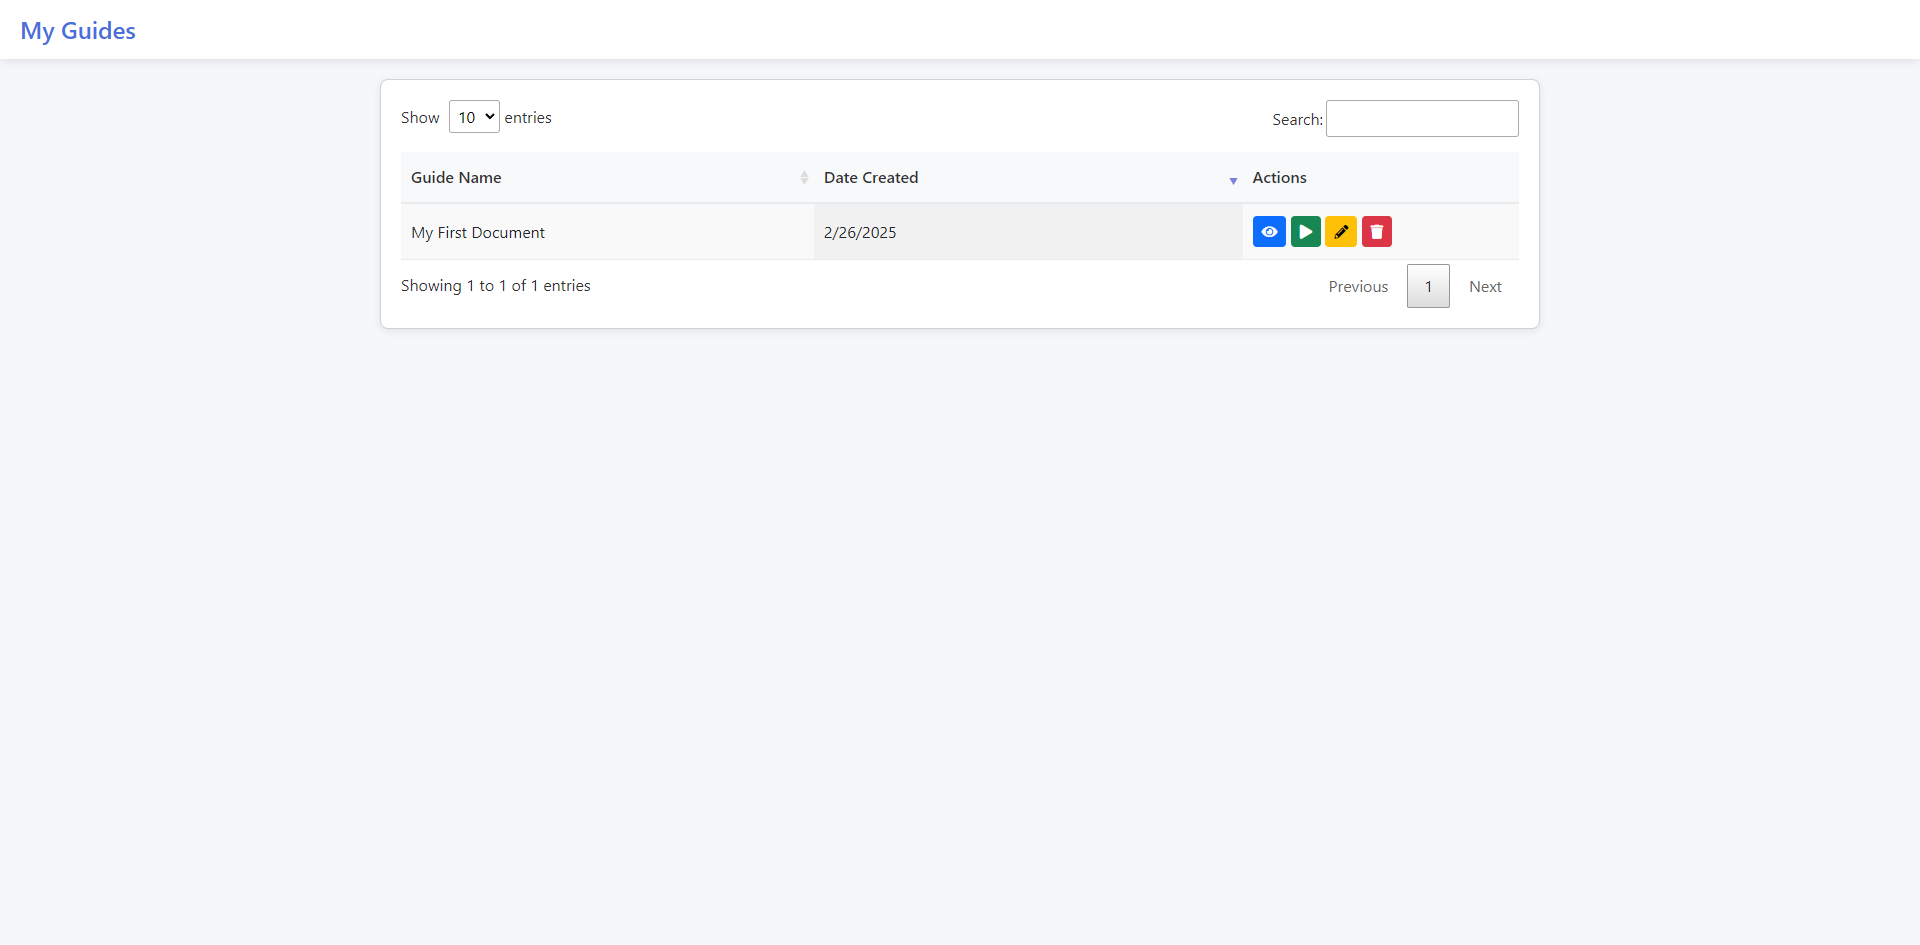 My Guides
Show 10 entries
Search:
Guide Name Date Created Actions
My First Document 2/26/2025
Showing 1 to 1 of 1 entries
Previous 1 Next